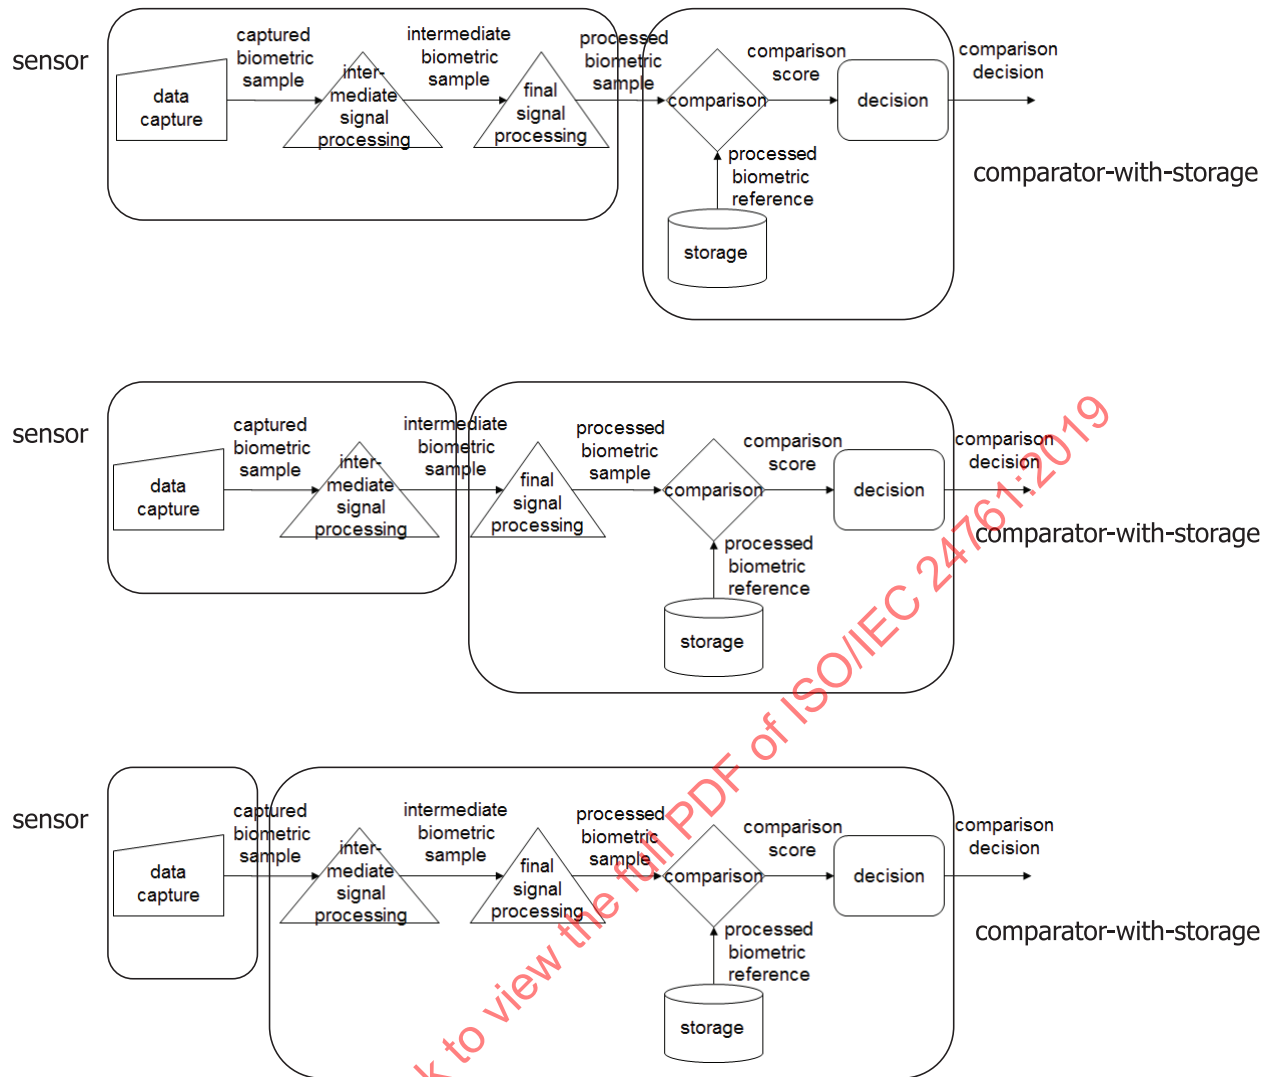 sensor
captured
biometric
sample
intermediate
biometric
sample
processed
biometric
sample
comparison
score
comparison
decision
data
capture
inter-
mediate
signal
processing
final
signal
processing
comparison
decision
processed
biometric
reference
storage
comparator-with-storage
sensor
captured
biometric
sample
intermediate
biometric
sample
processed
biometric
sample
comparison
score
comparison
decision
data
capture
inter-
mediate
signal
processing
final
signal
processing
comparison
decision
processed
biometric
reference
storage
comparator-with-storage
sensor
captured
biometric
sample
intermediate
biometric
sample
processed
biometric
sample
comparison
score
comparison
decision
data
capture
inter-
mediate
signal
processing
final
signal
processing
comparison
decision
processed
biometric
reference
storage
comparator-with-storage
to view the full PDF of ISO/IEC 24761:2019